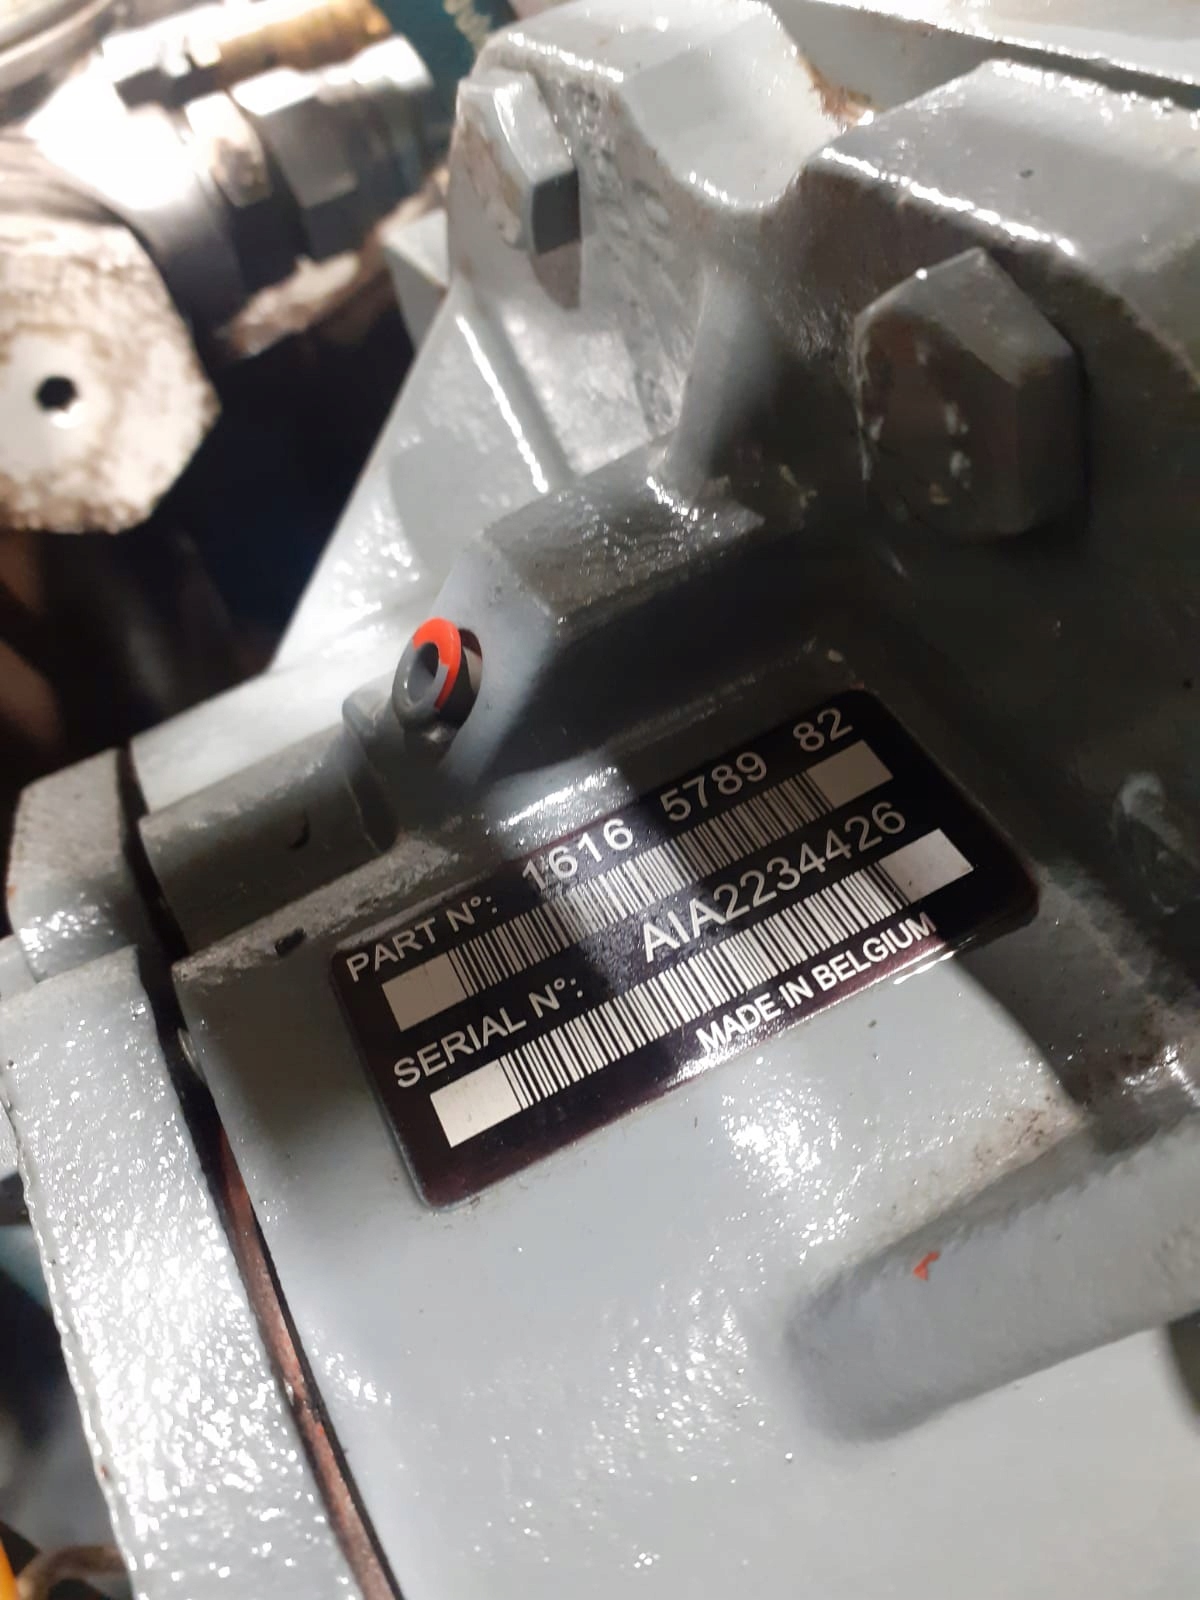 PART N°: 1616 5789 82
SERIAL N°: AIA2234426
MADE IN BELGIUM